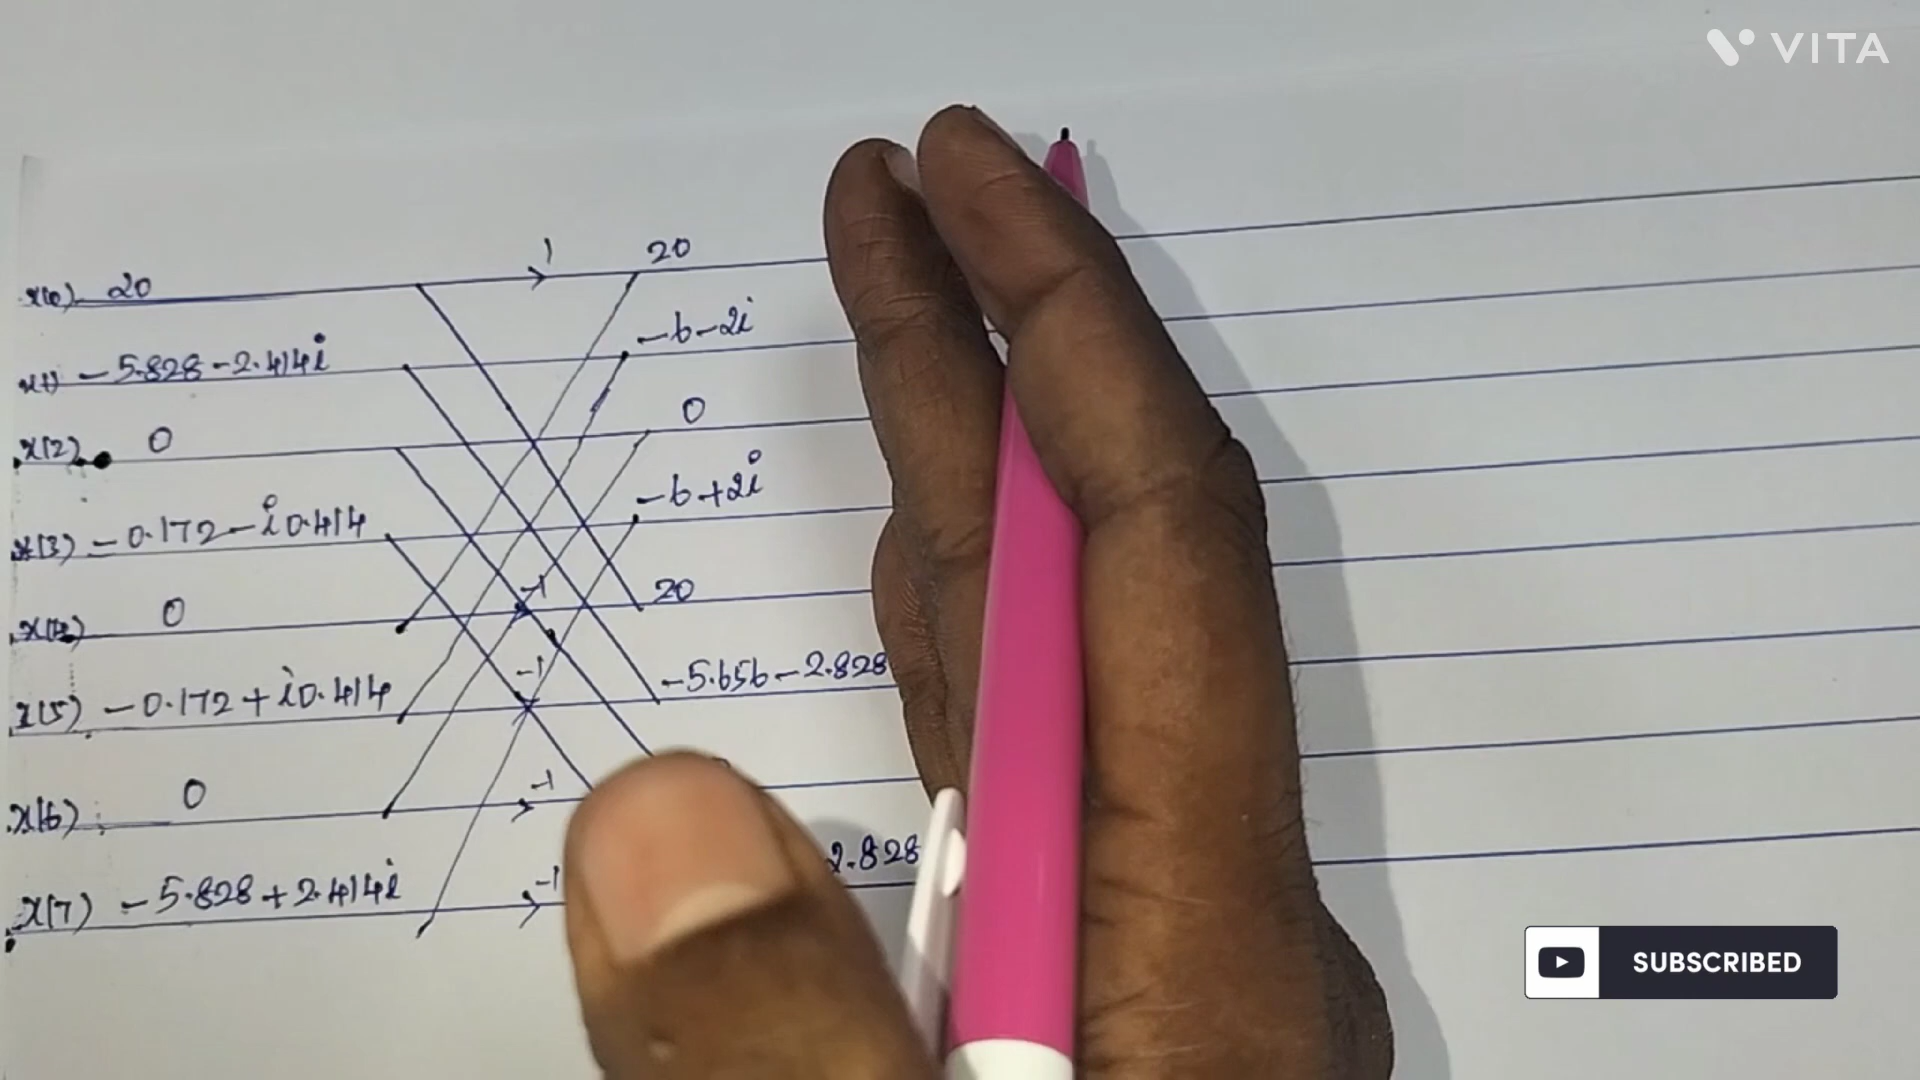 VITA
x(0) 20 1 20
x(1) -5.828-2.414i -6-2i
x(2) 0 0
x(3) -0.172-i0.414 -6+2i
x(4) 0 -1 20
x(5) -0.172+i0.414 -1 -5.656-2.828
x(6) 0 -1
x(7) -5.828+2.414i -1 2.828
SUBSCRIBED